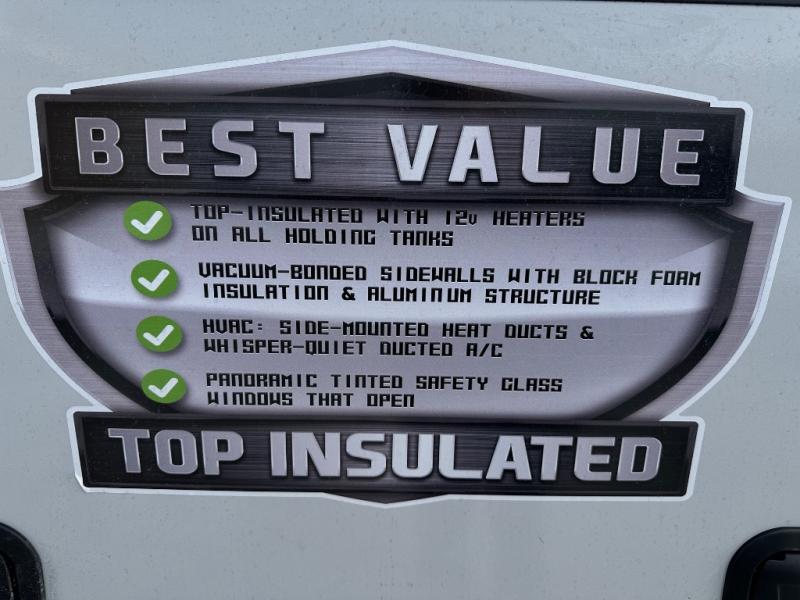 BEST VALUE
TOP-INSULATED WITH 12v HEATERS
ON ALL HOLDING TANKS
VACUUM-BONDED SIDEWALLS WITH BLOCK FOAM
INSULATION & ALUMINUM STRUCTURE
HVAC: SIDE-MOUNTED HEAT DUCTS &
WHISPER-QUIET DUCTED A/C
PANORAMIC TINTED SAFETY GLASS
WINDOWS THAT OPEN
TOP INSULATED